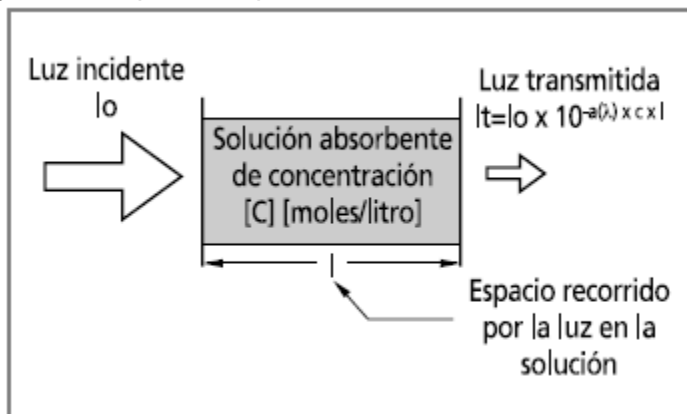 Luz incidente
Io
Solución absorbente
de concentración
[C] [moles/litro]
Luz transmitida
It=Io x 10-a(λ) x c x l
l
Espacio recorrido
por la luz en la
solución